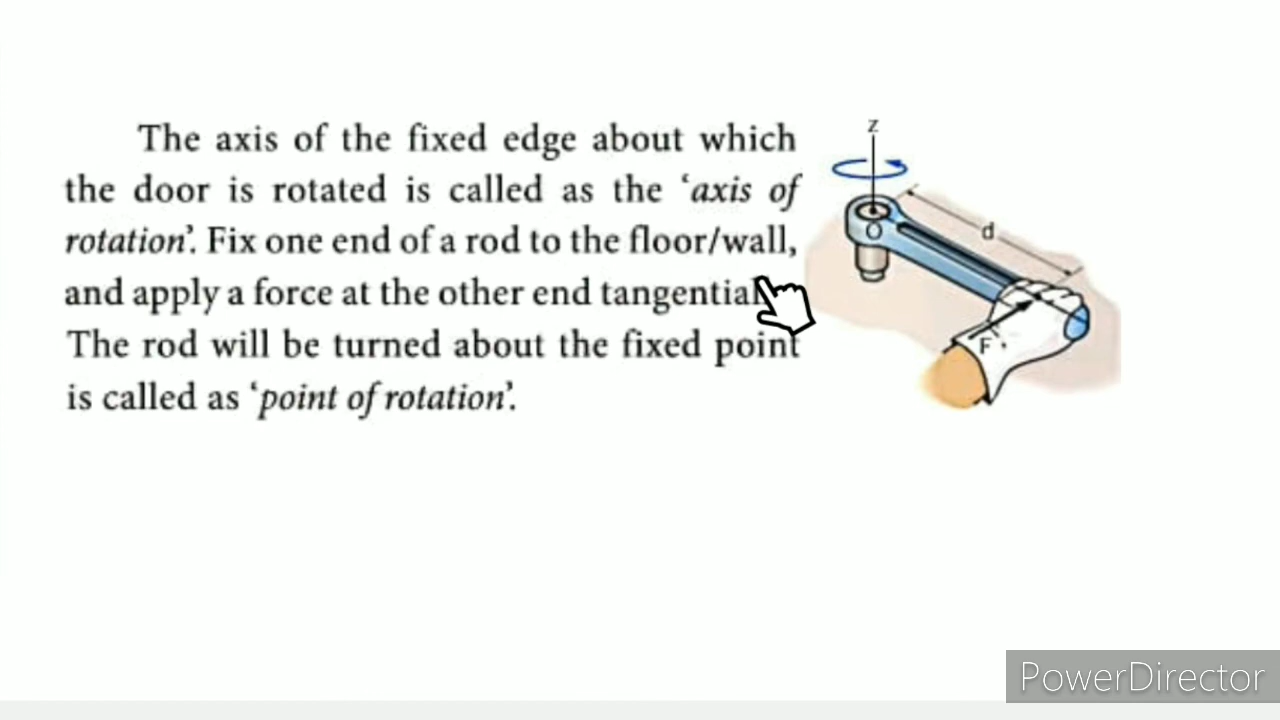 The axis of the fixed edge about which
the door is rotated is called as the ‘axis of
rotation’. Fix one end of a rod to the floor/wall,
and apply a force at the other end
The rod will be turned about the fixed point
is called as ‘point of rotation’.
z
O
d
F
PowerDirector